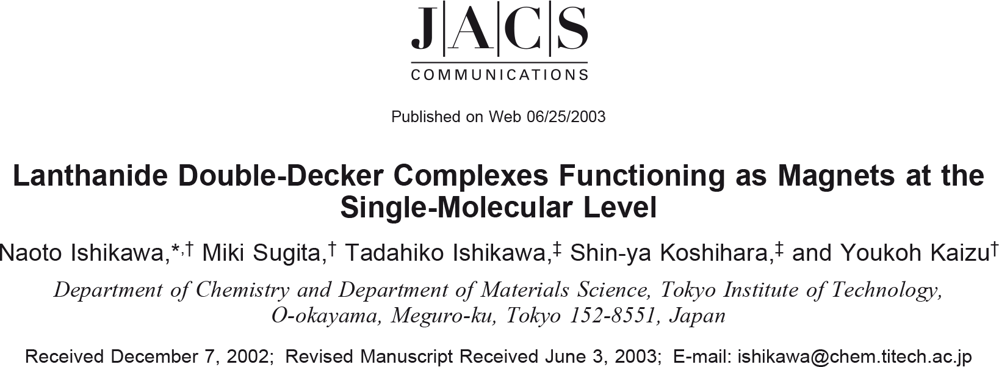 J|A|C|S
COMMUNICATIONS
Published on Web 06/25/2003
Lanthanide Double-Decker Complexes Functioning as Magnets at the
Single-Molecular Level
Naoto Ishikawa,*,† Miki Sugita,† Tadahiko Ishikawa,‡ Shin-ya Koshihara,‡ and Youkoh Kaizu†
Department of Chemistry and Department of Materials Science, Tokyo Institute of Technology,
O-okayama, Meguro-ku, Tokyo 152-8551, Japan
Received December 7, 2002; Revised Manuscript Received June 3, 2003; E-mail: ishikawa@chem.titech.ac.jp